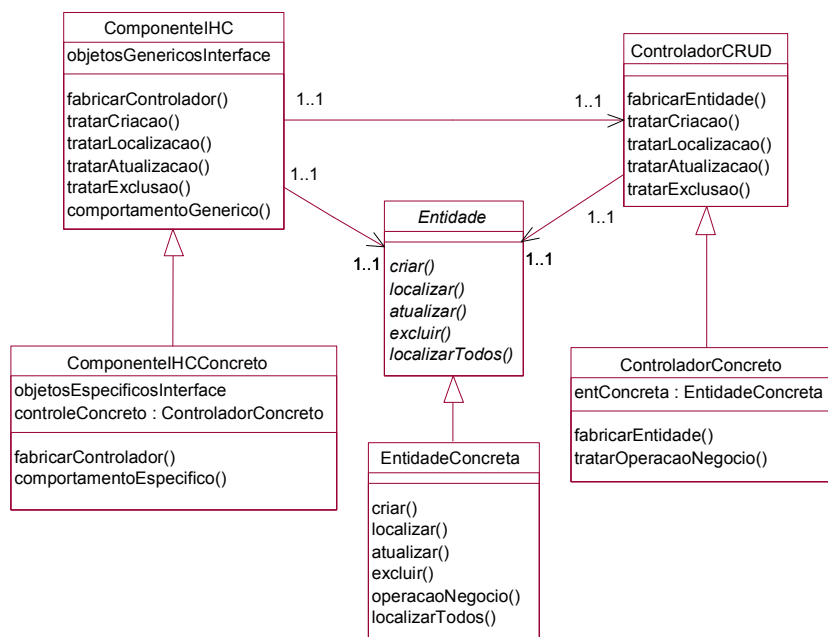 ComponenteIHC
objetosGenericosInterface
fabricarControlador()
tratarCriacao()
tratarLocalizacao()
tratarAtualizacao()
tratarExclusao()
comportamentoGenerico()
1..1
1..1
ControladorCRUD
fabricarEntidade()
tratarCriacao()
tratarLocalizacao()
tratarAtualizacao()
tratarExclusao()
1..1
1..1
1..1
1..1
Entidade
criar()
localizar()
atualizar()
excluir()
localizarTodos()
ComponenteIHCConcreto
objetosEspecificosInterface
controleConcreto : ControladorConcreto
fabricarControlador()
comportamentoEspecifico()
EntidadeConcreta
criar()
localizar()
atualizar()
excluir()
operacaoNegocio()
localizarTodos()
ControladorConcreto
entConcreta : EntidadeConcreta
fabricarEntidade()
tratarOperacaoNegocio()